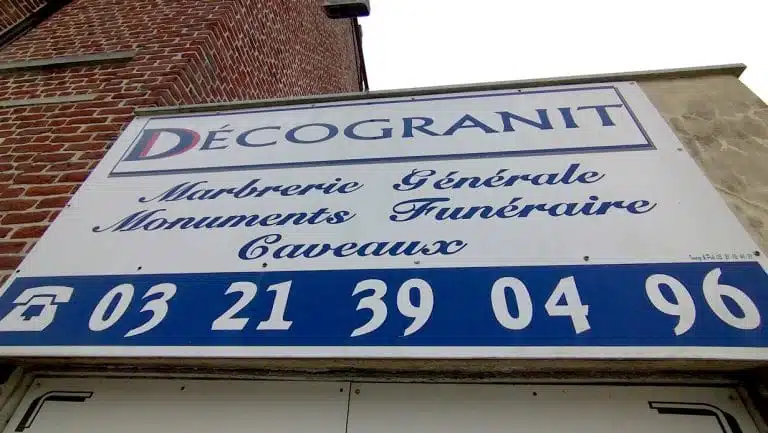 DÉCOGRANIT
Marbrerie Générale
Monuments Funéraire
Caveaux
03 21 39 04 96